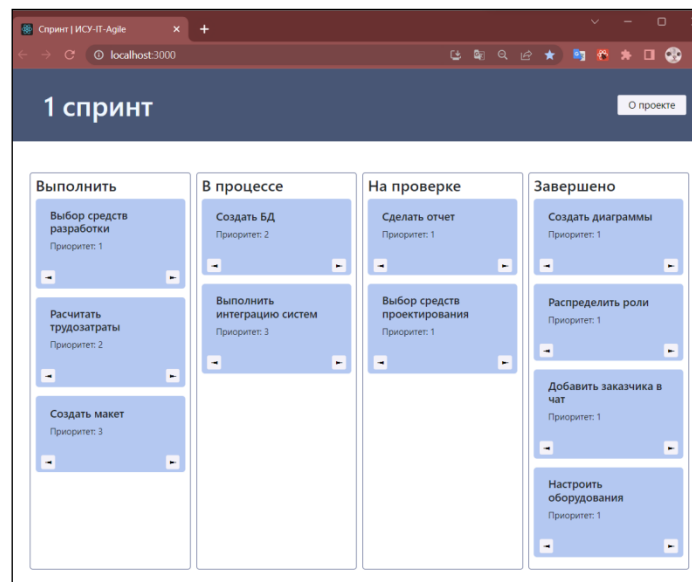 Спринт | ИСУ-IT-Agile
localhost:3000
1 спринт
О проекте
Выполнить
Выбор средств
разработки
Приоритет: 1
Расчитать
трудозатраты
Приоритет: 2
Создать макет
Приоритет: 3
В процессе
Создать БД
Приоритет: 2
Выполнить
интеграцию систем
Приоритет: 3
На проверке
Сделать отчет
Приоритет: 1
Выбор средств
проектирования
Приоритет: 1
Завершено
Создать диаграммы
Приоритет: 1
Распределить роли
Приоритет: 1
Добавить заказчика в
чат
Приоритет: 1
Настроить
оборудования
Приоритет: 1